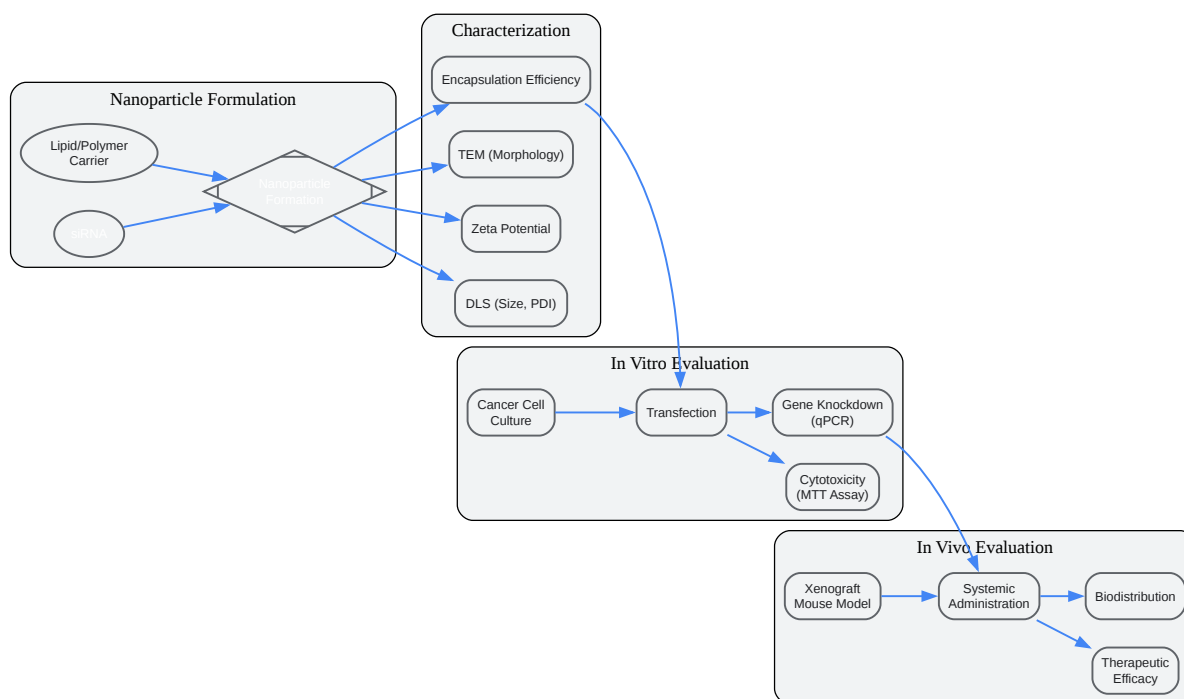 Characterization
Encapsulation Efficiency
TEM (Morphology)
Zeta Potential
DLS (Size, PDI)
Nanoparticle Formulation
Lipid/Polymer
Carrier
siRNA
Nanoparticle
Formation
In Vitro Evaluation
Cancer Cell
Culture
Transfection
Gene Knockdown
(qPCR)
Cytotoxicity
(MTT Assay)
In Vivo Evaluation
Xenograft
Mouse Model
Systemic
Administration
Biodistribution
Therapeutic
Efficacy